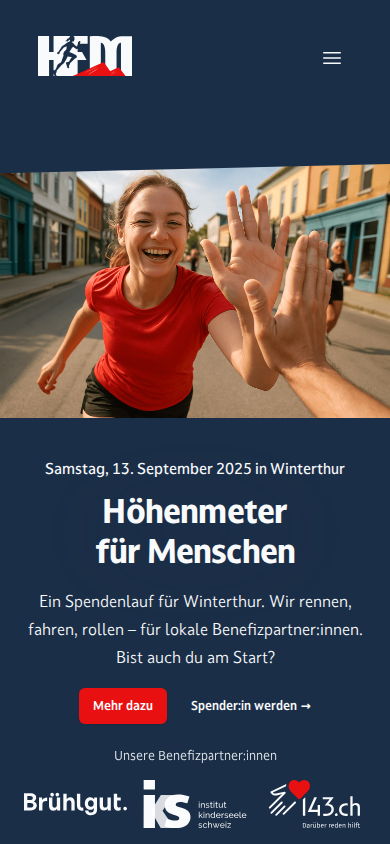 HFM
Samstag, 13. September 2025 in Winterthur
Höhenmeter
für Menschen
Ein Spendenlauf für Winterthur. Wir rennen,
fahren, rollen – für lokale Benefizpartner:innen.
Bist auch du am Start?
Mehr dazu
Spender:in werden →
Unsere Benefizpartner:innen
Brühlgut.
iks
institut
kinderseele
schweiz
143.ch
Darüber reden hilft